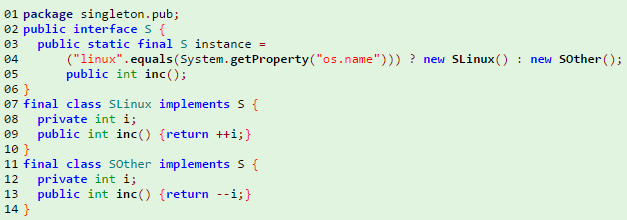 01 package singleton.pub;
02 public interface S {
03   public static final S instance =
04       ("linux".equals(System.getProperty("os.name"))) ? new SLinux() : new SOther();
05       public int inc();
06 }
07 final class SLinux implements S {
08   private int i;
09   public int inc() {return ++i;}
10 }
11 final class SOther implements S {
12   private int i;
13   public int inc() {return --i;}
14 }